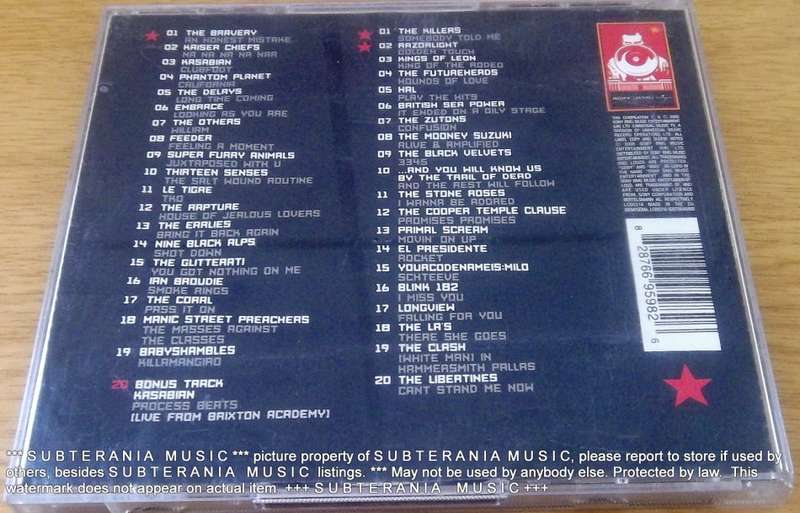 01 THE BRAVERY
AN HONEST MISTAKE
02 KAISER CHIEFS
NA NA NA NA NAA
03 KASABIAN
CLUBFOOT
04 PHANTOM PLANET
CALIFORNIA
05 THE DELAYS
LONG TIME COMING
06 EMBRACE
LOOKING AS YOU ARE
07 THE OTHERS
WILLIAM
08 FEEDER
FEELING A MOMENT
09 SUPER FURRY ANIMALS
JUXTAPOSED WITH U
10 THIRTEEN SENSES
THE SALT WOUND ROUTINE
11 LE TIGRE
TKO
12 THE RAPTURE
HOUSE OF JEALOUS LOVERS
13 THE EARLIES
BRING IT BACK AGAIN
14 NINE BLACK ALPS
SHOT DOWN
15 THE GLITTERATI
YOU GOT NOTHING ON ME
16 IAN BROUDIE
SMOKE RINGS
17 THE CORAL
PASS IT ON
18 MANIC STREET PREACHERS
THE MASSES AGAINST
THE CLASSES
19 BABYSHAMBLES
KILLAMANGIRO
20 BONUS TRACK
KASABIAN
PROCESS BEATS
[LIVE FROM BRIXTON ACADEMY]
01 THE KILLERS
SOMEBODY TOLD ME
02 RAZORLIGHT
GOLDEN TOUCH
03 KINGS OF LEON
KING OF THE RODEO
04 THE FUTUREHEADS
HOUNDS OF LOVE
05 HAL
PLAY THE HITS
06 BRITISH SEA POWER
IT ENDED ON A OILY STAGE
07 THE ZUTONS
CONFUSION
08 THE MOONEY SUZUKI
ALIVE & AMPLIFIED
09 THE BLACK VELVETS
3345
10 ...AND YOU WILL KNOW US
BY THE TRAIL OF DEAD
AND THE REST WILL FOLLOW
11 THE STONE ROSES
I WANNA BE ADORED
12 THE COOPER TEMPLE CLAUSE
PROMISES PROMISES
13 PRIMAL SCREAM
MOVIN ON UP
14 EL PRESIDENTE
ROCKET
15 YOURCODENAMEIS:MILO
SCHTEEVE
16 BLINK 182
I MISS YOU
17 LONGVIEW
FALLING FOR YOU
18 THE LA'S
THERE SHE GOES
19 THE CLASH
[WHITE MAN] IN
HAMMERSMITH PALLAS
20 THE LIBERTINES
CANT STAND ME NOW
8 28766 95982 6
*** S U B T E R A N I A M U S I C *** picture property of S U B T E R A N I A M U S I C, please report to store if used by
others, besides S U B T E R A N I A M U S I C listings. *** May not be used by anybody else. Protected by law. This
watermark does not appear on actual item +++ S U B T E R A N I A M U S I C +++